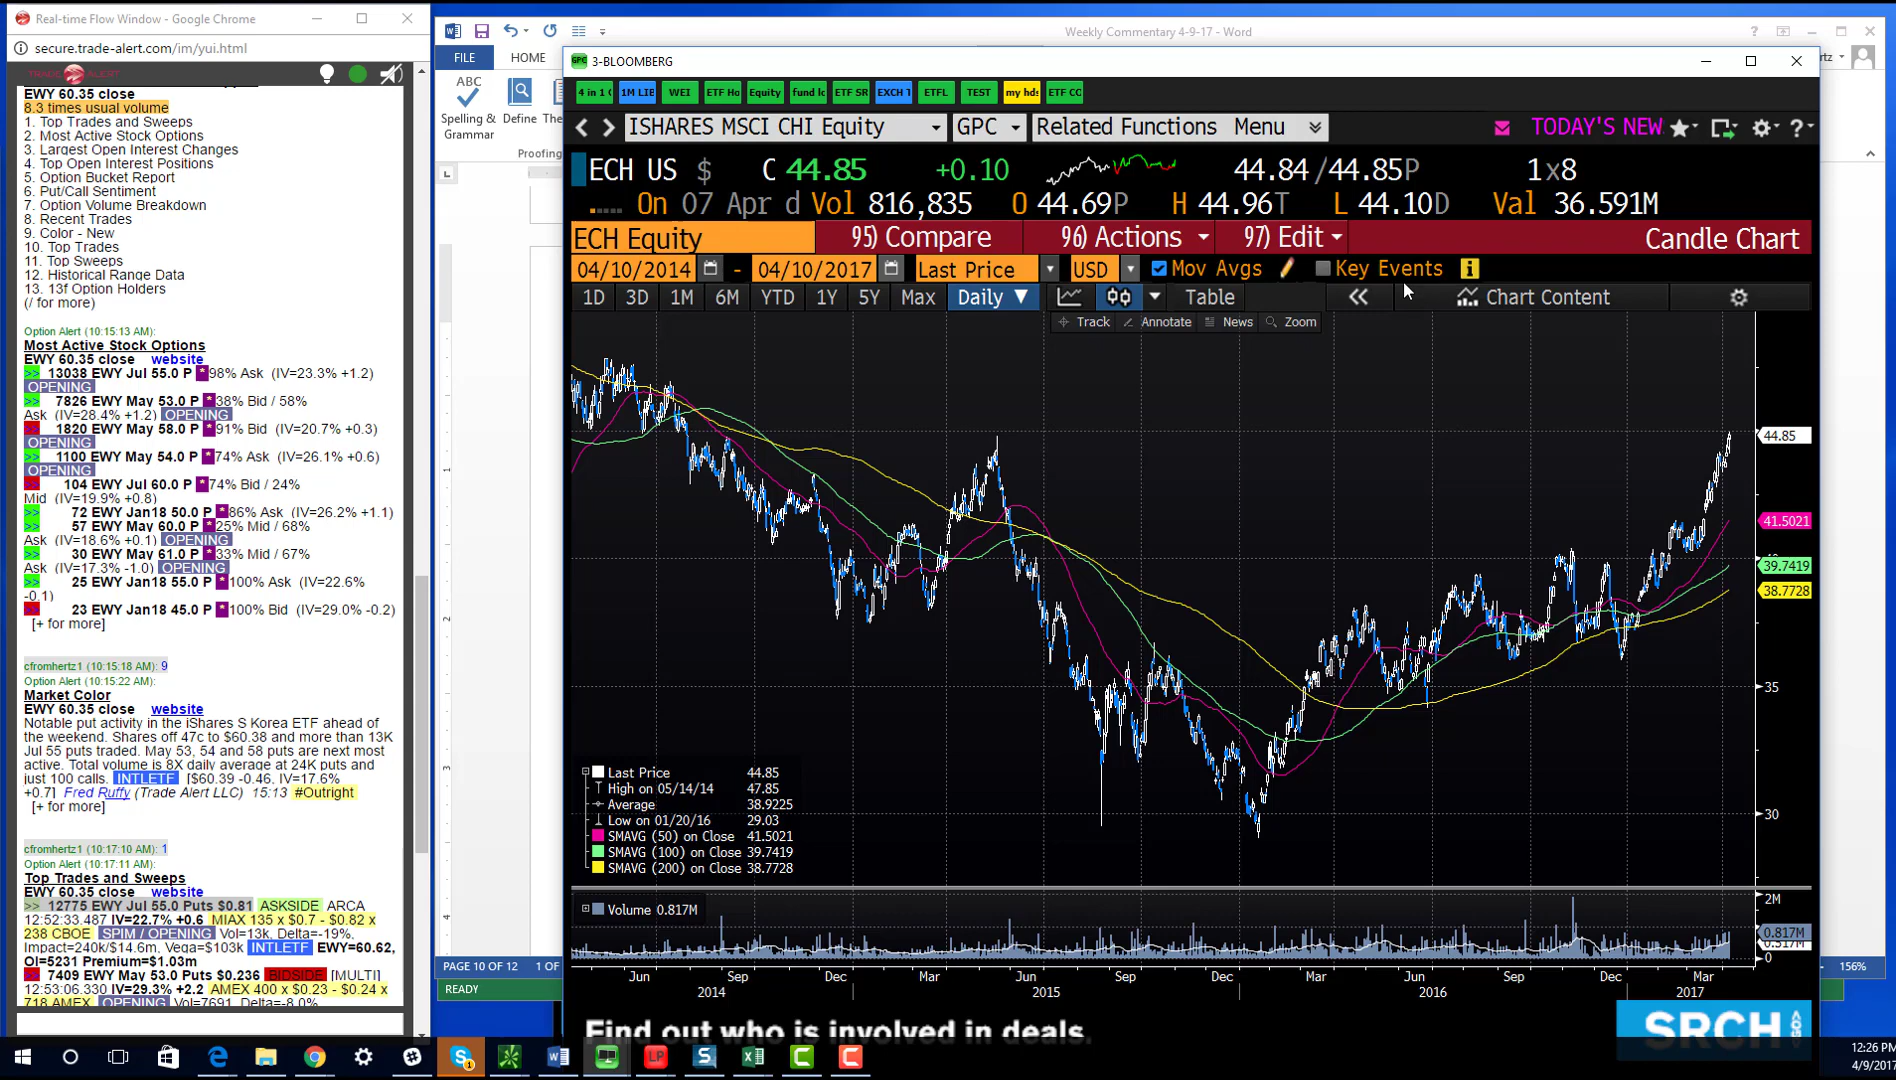 Real-time Flow Window - Google Chrome
secure.trade-alert.com/im/yui.html
TRADE ALERT
EWY 60.35 close
8.3 times usual volume
1. Top Trades and Sweeps
2. Most Active Stock Options
3. Largest Open Interest Changes
4. Top Open Interest Positions
5. Option Bucket Report
6. Put/Call Sentiment
7. Option Volume Breakdown
8. Recent Trades
9. Color - New
10. Top Trades
11. Top Sweeps
12. Historical Range Data
13. 13f Option Holders
(/ for more)
Option Alert (10:15:13 AM):
Most Active Stock Options
EWY 60.35 close website
>> 13038 EWY Jul 55.0 P *98% Ask (IV=23.3% +1.2)
OPENING
>> 7826 EWY May 53.0 P *38% Bid / 58%
Ask (IV=28.4% +1.2) OPENING
>> 1820 EWY May 58.0 P *91% Bid (IV=20.7% +0.3)
OPENING
>> 1100 EWY May 54.0 P *74% Ask (IV=26.1% +0.6)
OPENING
>> 104 EWY Jul 60.0 P *74% Bid / 24%
Mid (IV=19.9% +0.8)
>> 72 EWY Jan18 50.0 P *86% Ask (IV=26.2% +1.1)
>> 57 EWY May 60.0 P *25% Mid / 68%
Ask (IV=18.6% +0.1) OPENING
>> 30 EWY May 61.0 P *33% Mid / 67%
Ask (IV=17.3% -1.0) OPENING
>> 25 EWY Jan18 55.0 P *100% Ask (IV=22.6%
-0.1)
>> 23 EWY Jan18 45.0 P *100% Bid (IV=29.0% -0.2)
[+ for more]
cfromhertz1 (10:15:18 AM): 9
Option Alert (10:15:22 AM):
Market Color
EWY 60.35 close website
Notable put activity in the iShares S Korea ETF ahead of
the weekend. Shares off 47c to $60.38 and more than 13K
Jul 55 puts traded. May 53, 54 and 58 puts are next most
active. Total volume is 8X daily average at 24K puts and
just 100 calls. INTLETF [$60.39 -0.46, IV=17.6%
+0.7] Fred Ruffy (Trade Alert LLC) 15:13 #Outright
[+ for more]
cfromhertz1 (10:17:10 AM): 1
Option Alert (10:17:11 AM):
Top Trades and Sweeps
EWY 60.35 close website
>> 12775 EWY Jul 55.0 Puts $0.81 ASKSIDE ARCA
12:52:33.487 IV=22.7% +0.6 MIAX 135 x $0.7 - $0.82 x
238 CBOE SPIM / OPENING Vol=13k, Delta=-19%,
Impact=240k/$14.6m, Vega=$103k INTLETF EWY=60.62,
OI=5231 Premium=$1.03m
>> 7409 EWY May 53.0 Puts $0.236 BIDSIDE [MULTI]
12:53:06.330 IV=29.3% +2.2 AMEX 400 x $0.23 - $0.24 x
718 AMEX OPENING Vol=7691, Delta=-8.0%,
Weekly Commentary 4-9-17 - Word
FILE HOME
ABC
Spelling &
Grammar
Define
Proofing
1
2
3
4
PAGE 10 OF 12 1 OF
READY
156%
GPC 3-BLOOMBERG
WEI
Equity
ETF SR
ETFL
TEST
my hds
ETF CC
ISHARES MSCI CHI Equity GPC Related Functions Menu TODAY'S NEW
ECH US $ C 44.85 +0.10 44.84 /44.85P 1x8
On 07 Apr d Vol 816,835 O 44.69P H 44.96T L 44.10D Val 36.591M
ECH Equity 95) Compare 96) Actions 97) Edit Candle Chart
04/10/2014 - 04/10/2017 Last Price USD Mov Avgs Key Events
1D 3D 1M 6M YTD 1Y 5Y Max Daily ▼ Table « Chart Content
Track Annotate News Zoom
44.85
41.5021
39.7419
38.7728
35
30
Last Price 44.85
High on 05/14/14 47.85
Average 38.9225
Low on 01/20/16 29.03
SMAVG (50) on Close 41.5021
SMAVG (100) on Close 39.7419
SMAVG (200) on Close 38.7728
Volume 0.817M
2M
0.817M
0
Jun Sep Dec Mar Jun Sep Dec Mar Jun Sep Dec Mar
2014 2015 2016 2017
Find out who is involved in deals.
SRCH
12:26 PM
4/9/2017